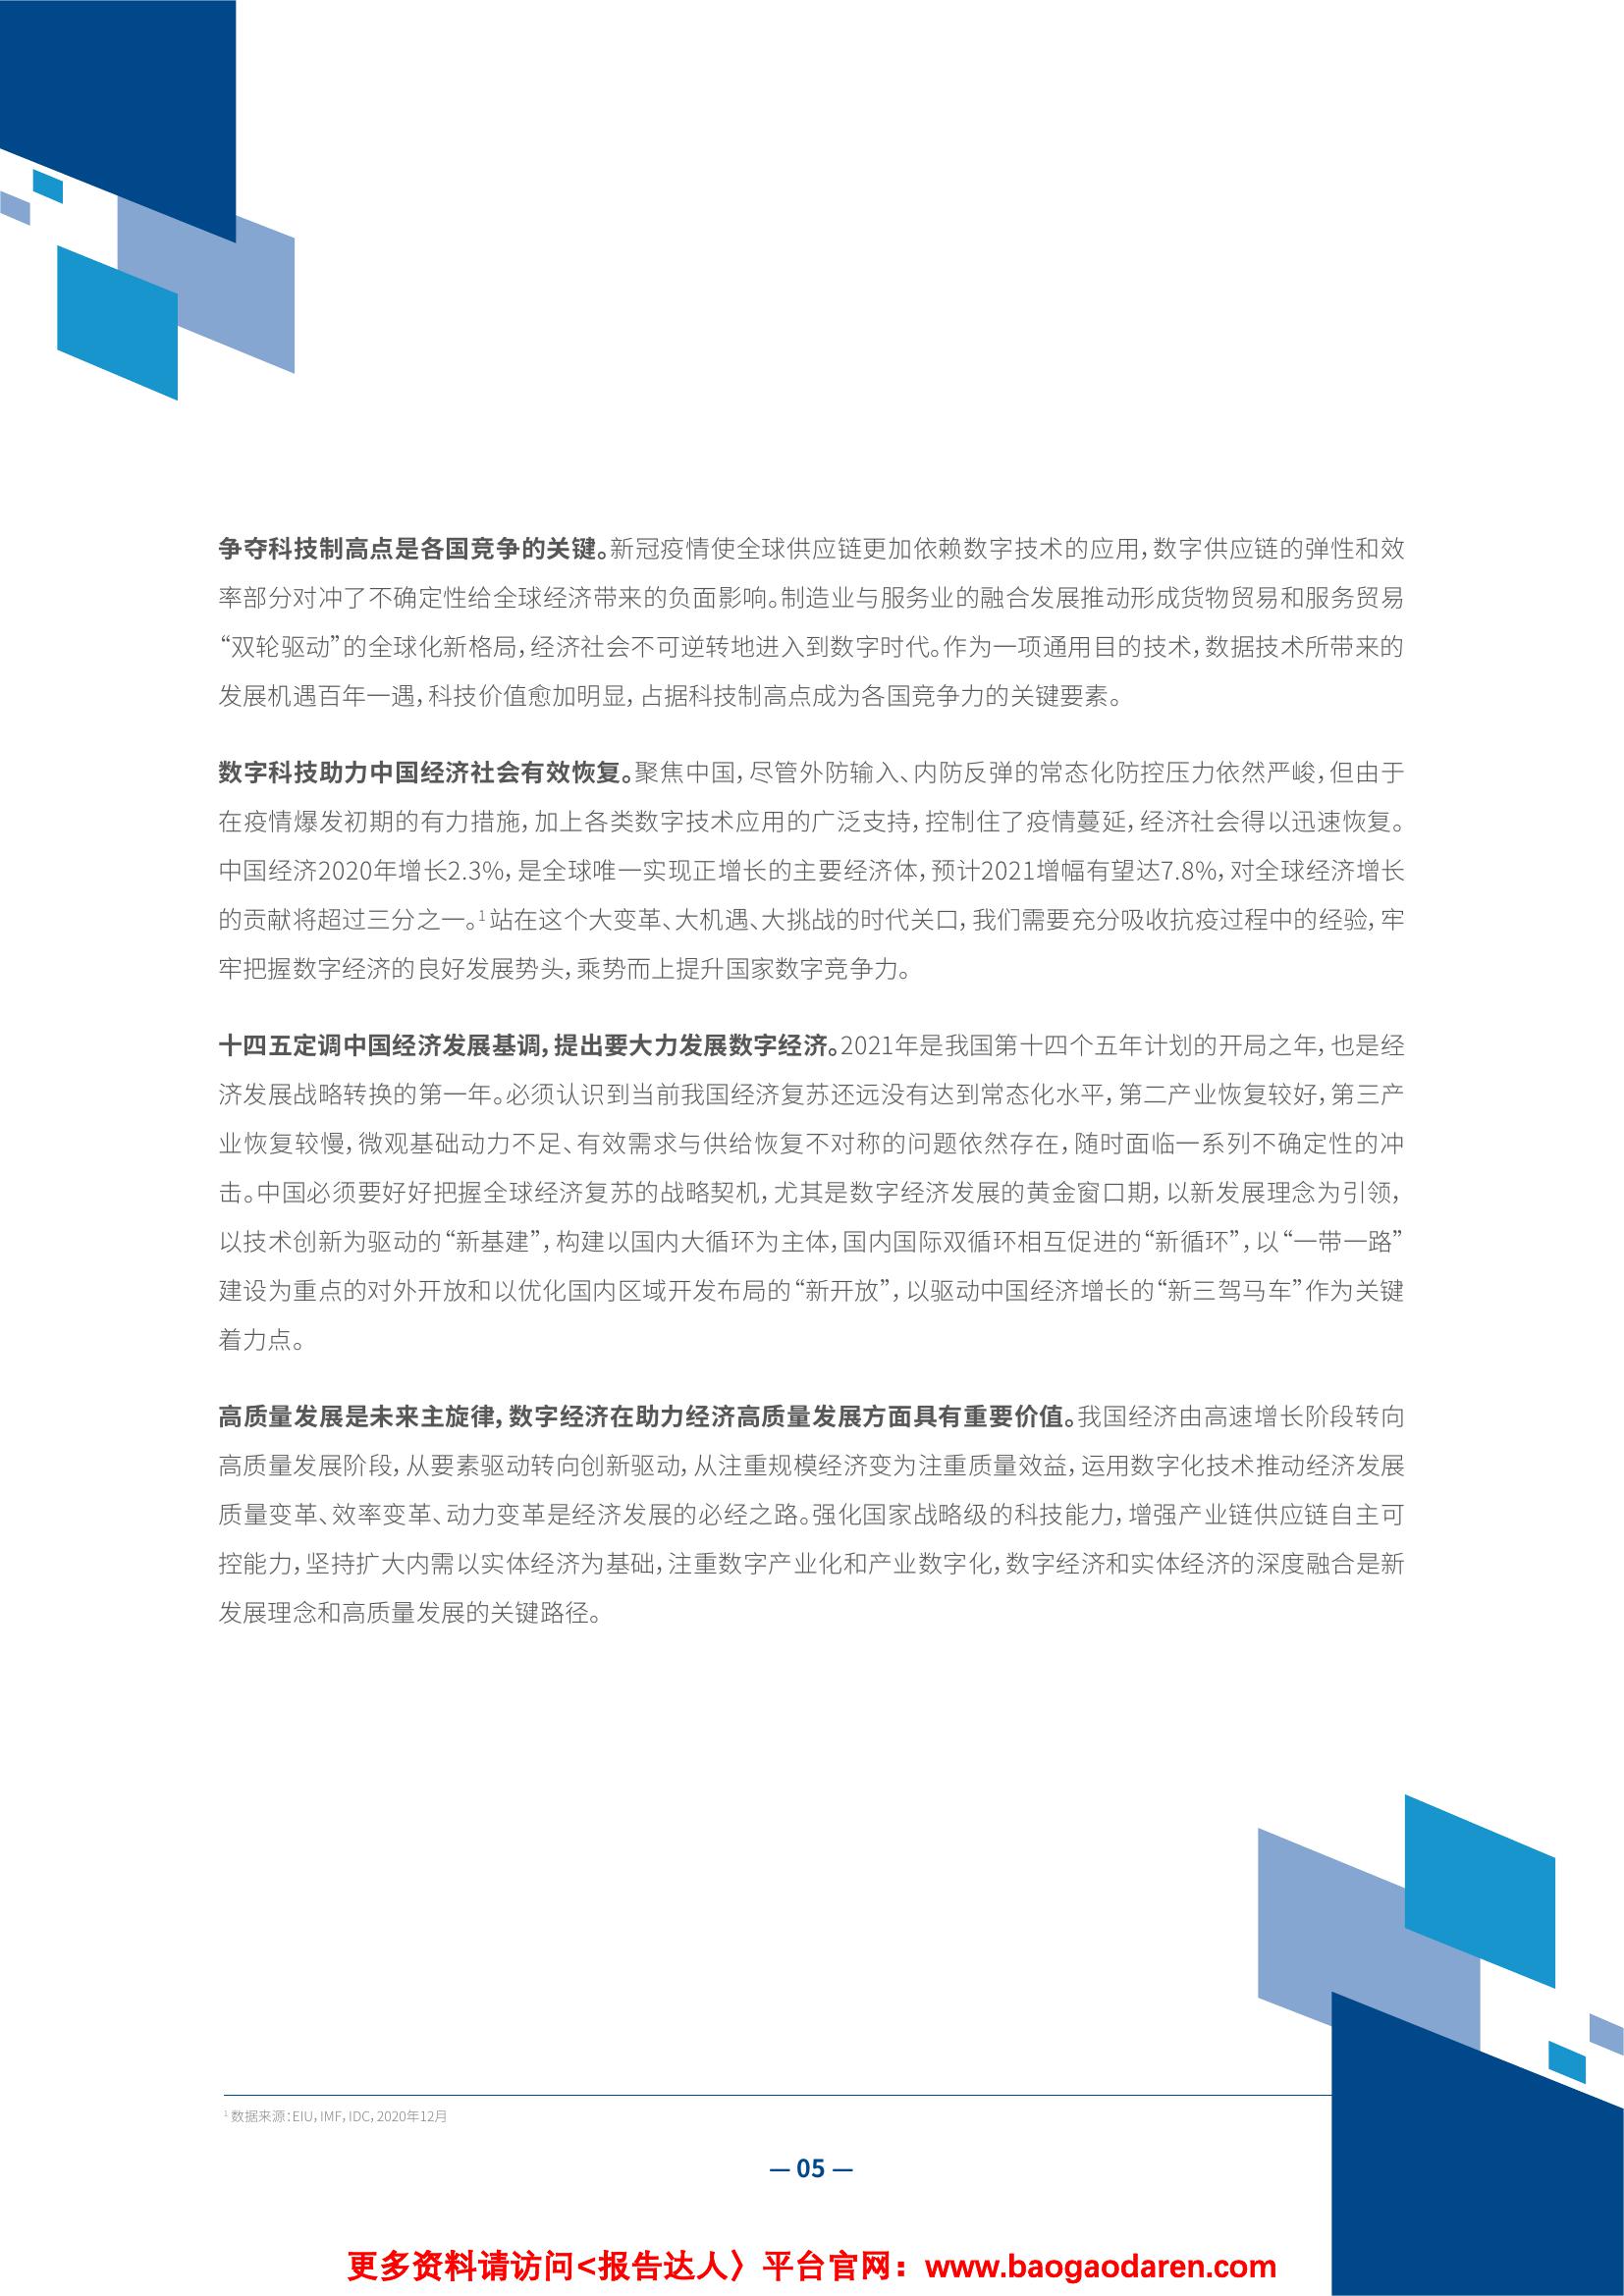 争夺科技制高点是各国竞争的关键。新冠疫情使全球供应链更加依赖数字技术的应用，数字供应链的弹性和效
率部分对冲了不确定性给全球经济带来的负面影响。制造业与服务业的融合发展推动形成货物贸易和服务贸易
“双轮驱动”的全球化新格局，经济社会不可逆转地进入到数字时代。作为一项通用目的技术，数据技术所带来的
发展机遇百年一遇，科技价值愈加明显，占据科技制高点成为各国竞争力的关键要素。
数字科技助力中国经济社会有效恢复。聚焦中国，尽管外防输入、内防反弹的常态化防控压力依然严峻，但由于
在疫情爆发初期的有力措施，加上各类数字技术应用的广泛支持，控制住了疫情蔓延，经济社会得以迅速恢复。
中国经济2020年增长2.3%，是全球唯一实现正增长的主要经济体，预计2021增幅有望达7.8%，对全球经济增长
的贡献将超过三分之一。¹站在这个大变革、大机遇、大挑战的时代关口，我们需要充分吸收抗疫过程中的经验，牢
牢把握数字经济的良好发展势头，乘势而上提升国家数字竞争力。
十四五定调中国经济发展基调，提出要大力发展数字经济。2021年是我国第十四个五年计划的开局之年，也是经
济发展战略转换的第一年。必须认识到当前我国经济复苏还远没有达到常态化水平，第二产业恢复较好，第三产
业恢复较慢，微观基础动力不足、有效需求与供给恢复不对称的问题依然存在，随时面临一系列不确定性的冲
击。中国必须要好好把握全球经济复苏的战略契机，尤其是数字经济发展的黄金窗口期，以新发展理念为引领，
以技术创新为驱动的“新基建”，构建以国内大循环为主体，国内国际双循环相互促进的“新循环”，以“一带一路”
建设为重点的对外开放和以优化国内区域开发布局的“新开放”，以驱动中国经济增长的“新三驾马车”作为关键
着力点。
高质量发展是未来主旋律，数字经济在助力经济高质量发展方面具有重要价值。我国经济由高速增长阶段转向
高质量发展阶段，从要素驱动转向创新驱动，从注重规模经济变为注重质量效益，运用数字化技术推动经济发展
质量变革、效率变革、动力变革是经济发展的必经之路。强化国家战略级的科技能力，增强产业链供应链自主可
控能力，坚持扩大内需以实体经济为基础，注重数字产业化和产业数字化，数字经济和实体经济的深度融合是新
发展理念和高质量发展的关键路径。
¹ 数据来源：EIU，IMF，IDC，2020年12月
— 05 —
更多资料请访问<报告达人〉平台官网：www.baogaodaren.com